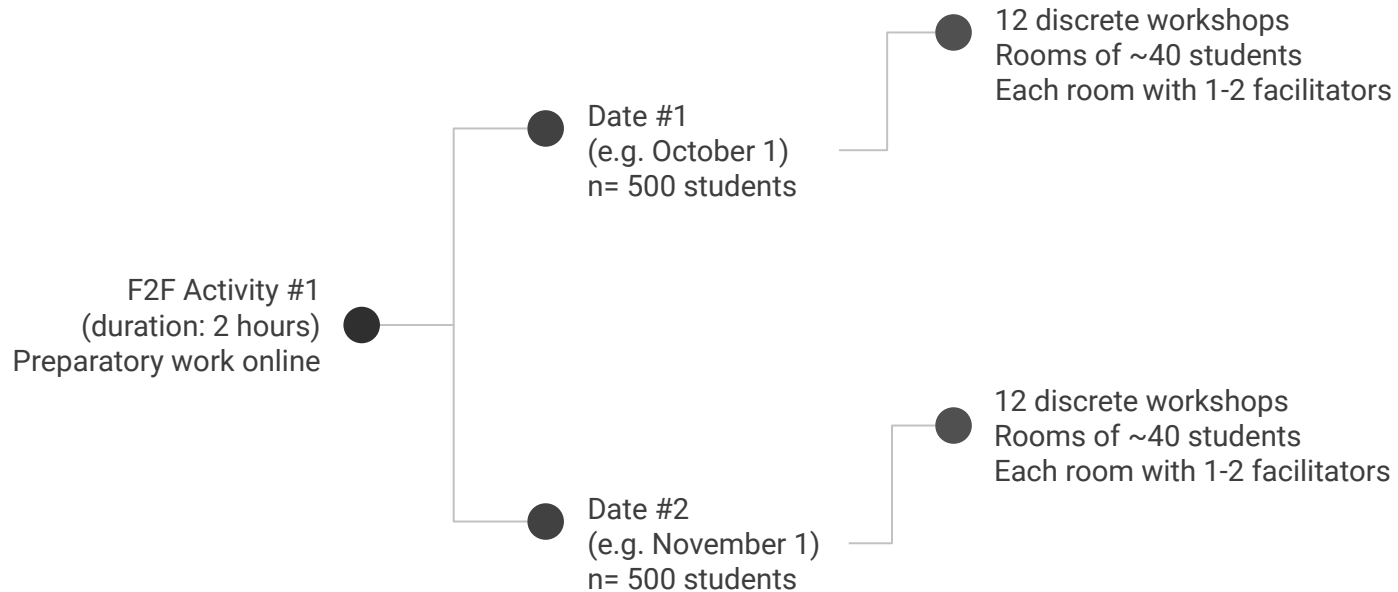 F2F Activity #1
(duration: 2 hours)
Preparatory work online
Date #1
(e.g. October 1)
n= 500 students
12 discrete workshops
Rooms of ~40 students
Each room with 1-2 facilitators
Date #2
(e.g. November 1)
n= 500 students
12 discrete workshops
Rooms of ~40 students
Each room with 1-2 facilitators